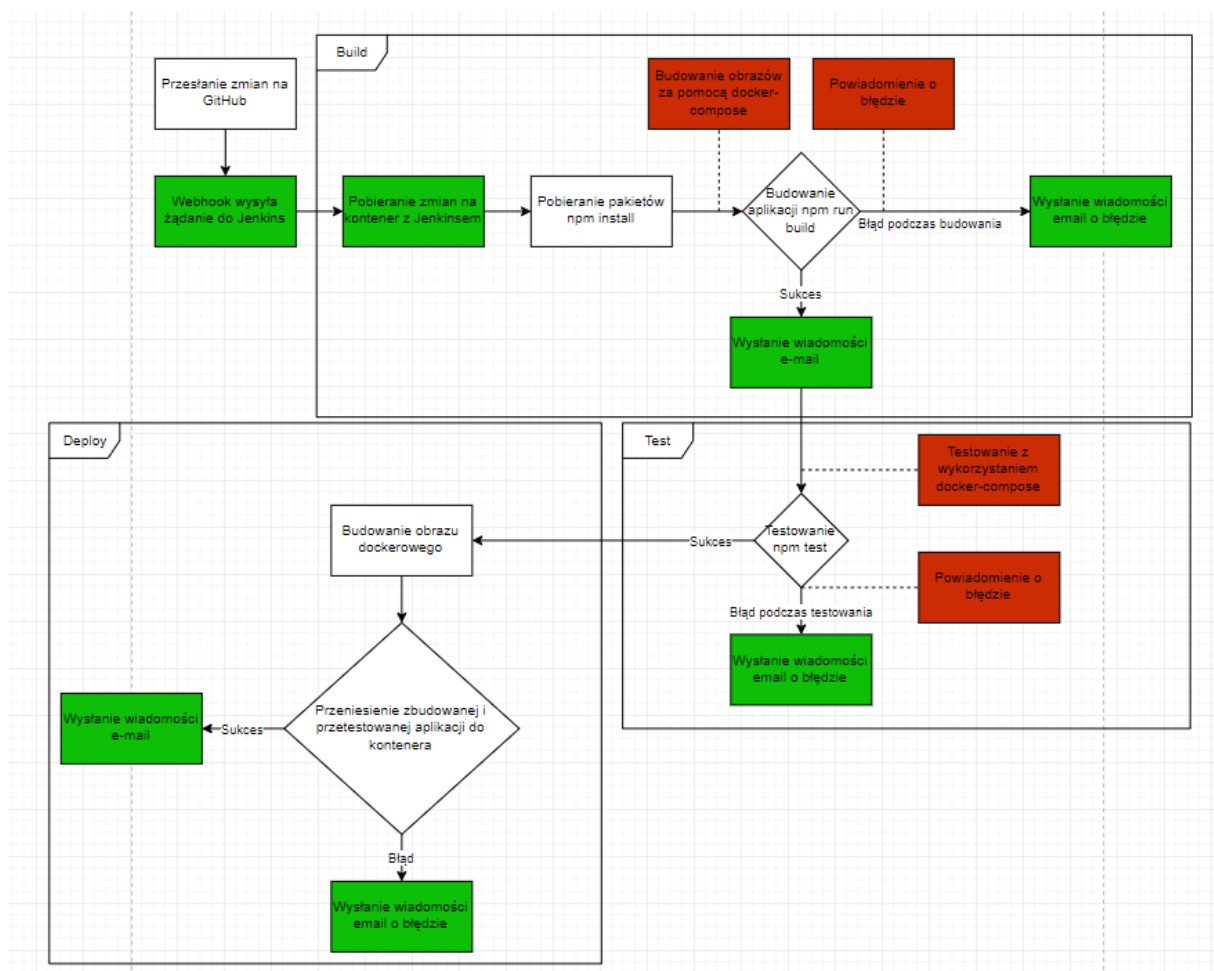 Build
Przesłanie zmian na
GitHub
Budowanie obrazów
za pomocą docker-
compose
Powiadomienie o
błędzie
Webhook wysyła
żądanie do Jenkins
Pobieranie zmian na
kontener z Jenkinsem
Pobieranie pakietów
npm install
Budowanie
aplikacji npm run
build
Błąd podczas budowania
Wysłanie wiadomości
email o błędzie
Sukces
Wysłanie wiadomości
e-mail
Deploy
Test
Testowanie z
wykorzystaniem
docker-compose
Budowanie obrazu
dockerowego
Sukces
Testowanie
npm test
Powiadomienie o
błędzie
Błąd podczas testowania
Wysłanie wiadomości
email o błędzie
Przeniesienie zbudowanej i
przetestowanej aplikacji do
kontenera
Sukces
Wysłanie wiadomości
e-mail
Błąd
Wysłanie wiadomości
email o błędzie